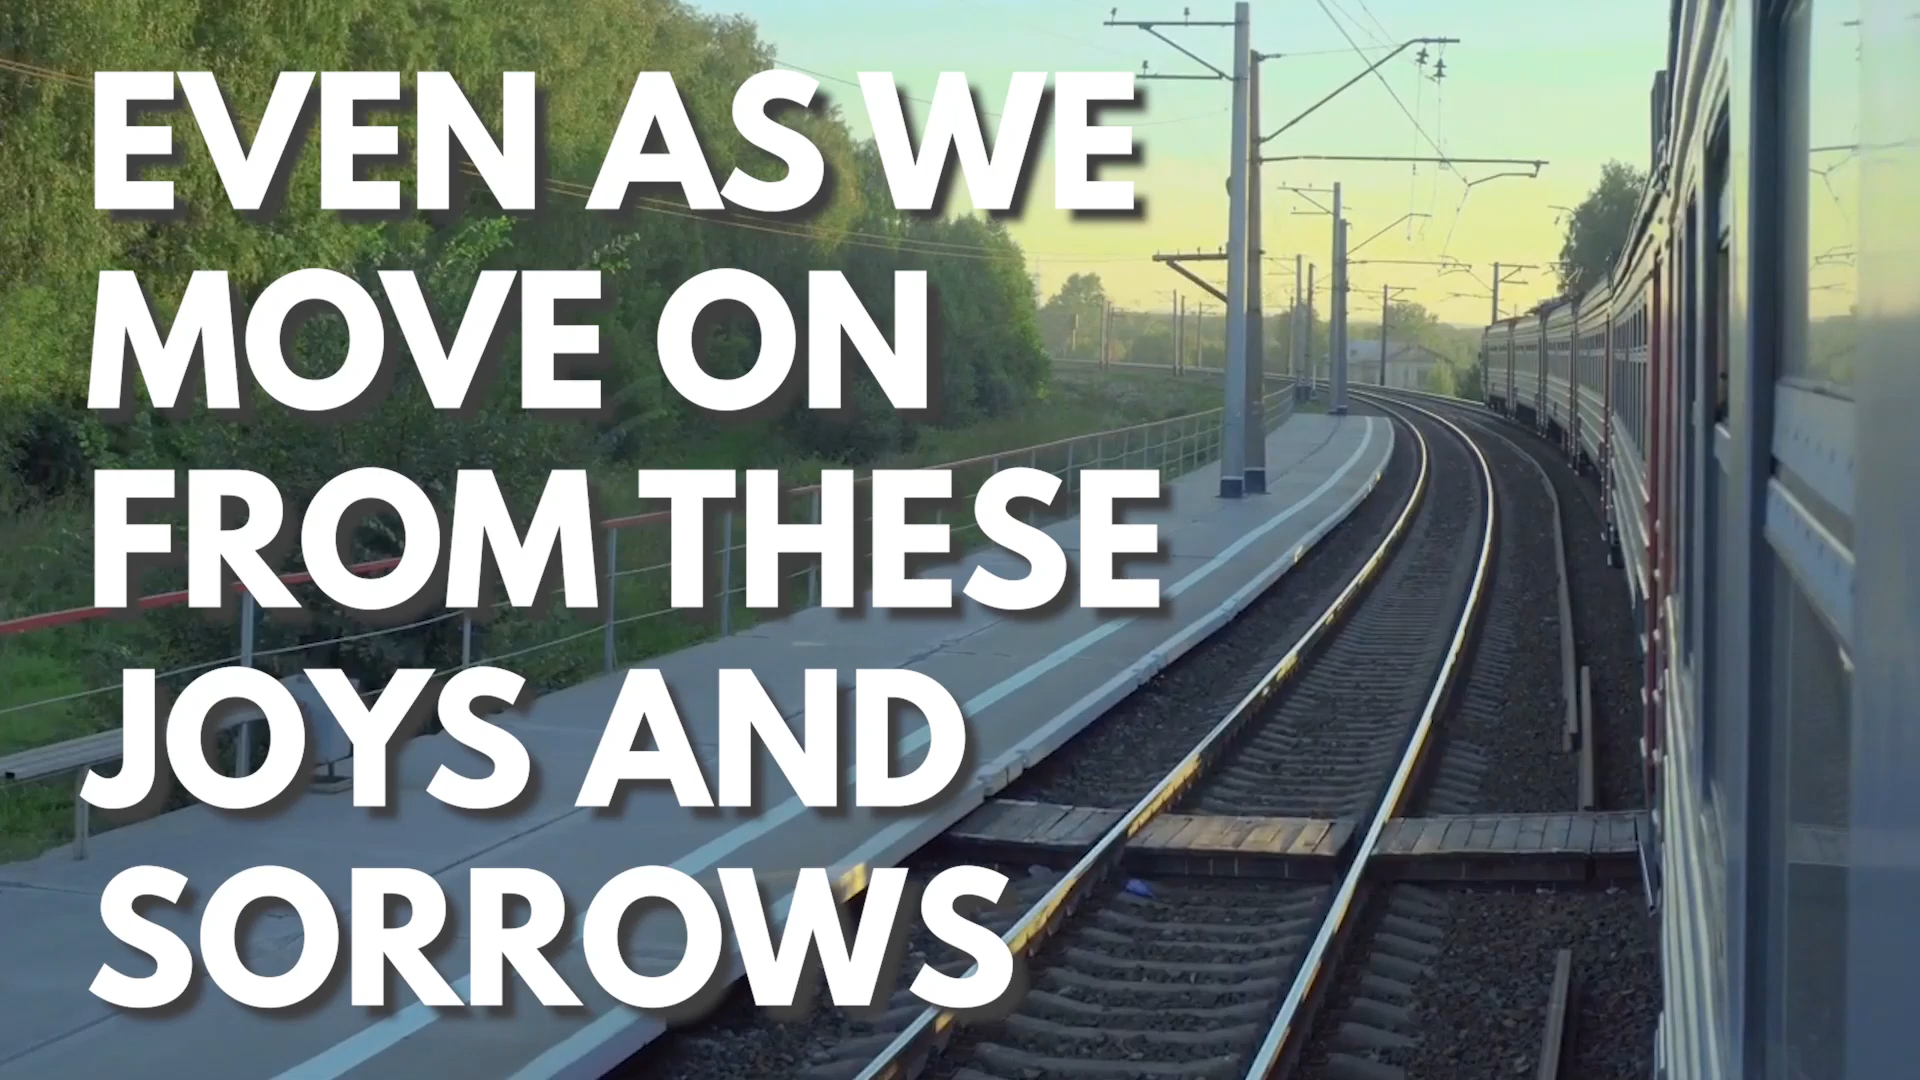 EVEN AS WE
MOVE ON
FROM THESE
JOYS AND
SORROWS